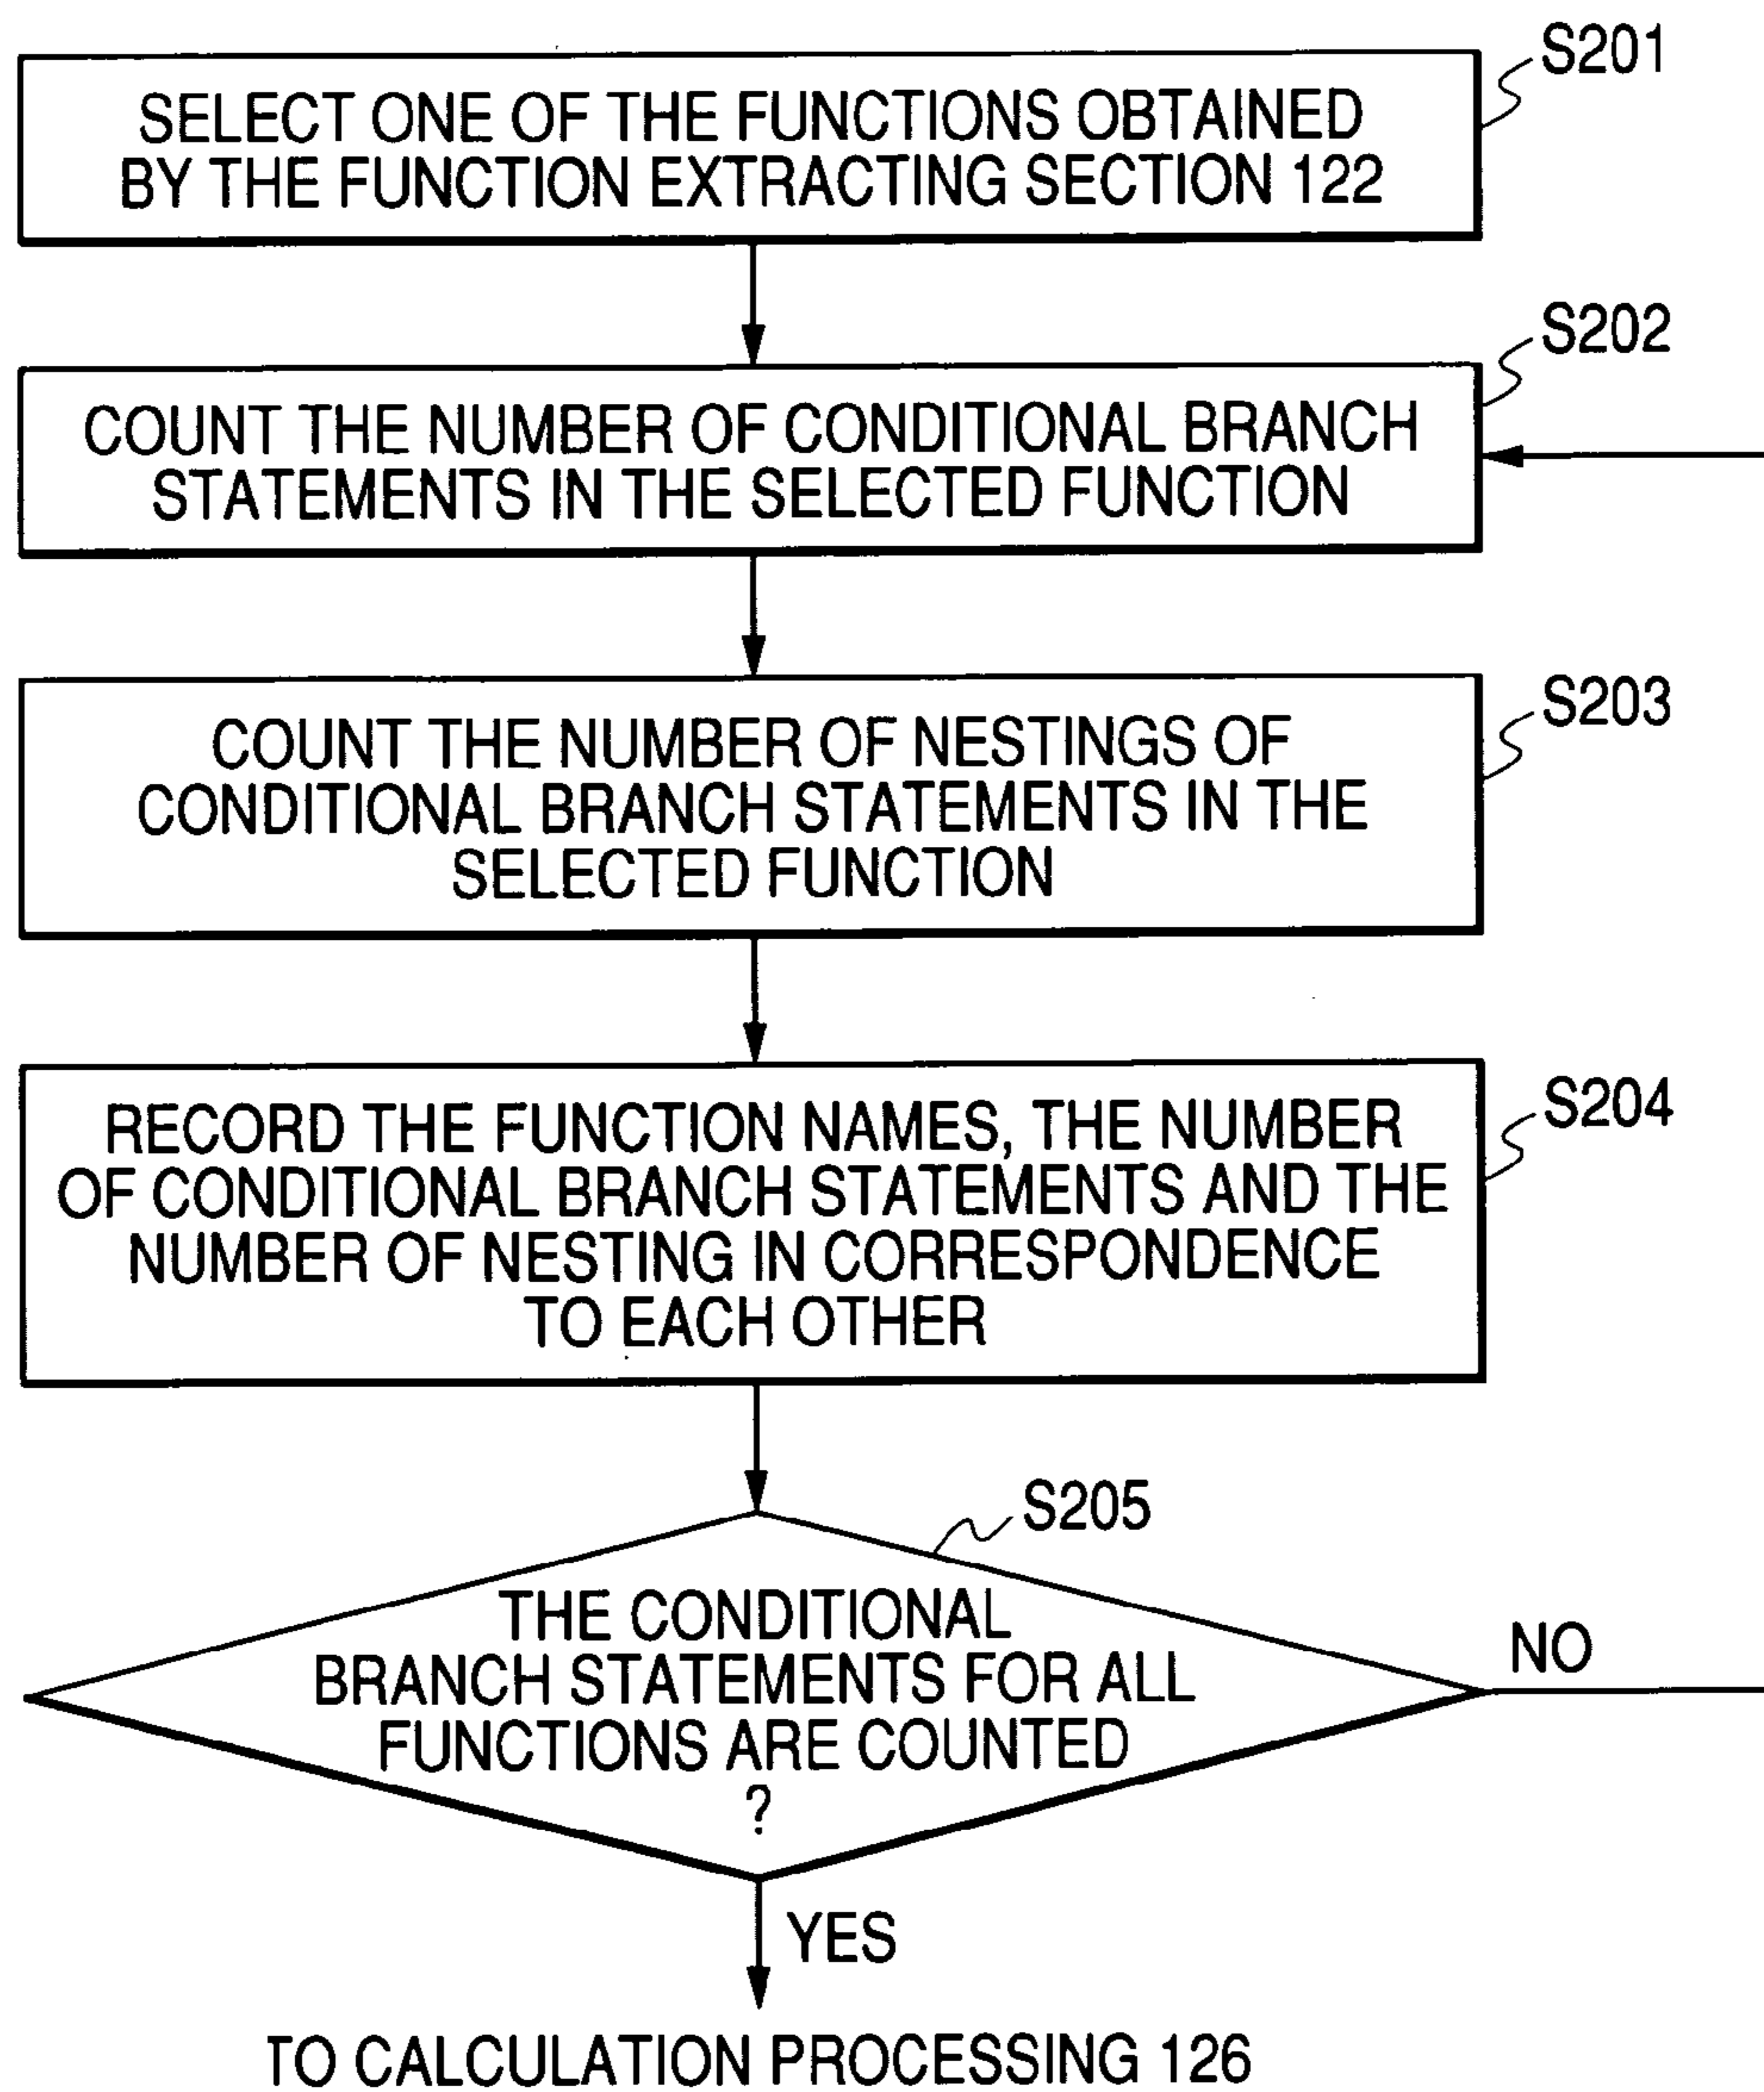 S201
SELECT ONE OF THE FUNCTIONS OBTAINED
BY THE FUNCTION EXTRACTING SECTION 122
S202
COUNT THE NUMBER OF CONDITIONAL BRANCH
STATEMENTS IN THE SELECTED FUNCTION
S203
COUNT THE NUMBER OF NESTINGS OF
CONDITIONAL BRANCH STATEMENTS IN THE
SELECTED FUNCTION
S204
RECORD THE FUNCTION NAMES, THE NUMBER
OF CONDITIONAL BRANCH STATEMENTS AND THE
NUMBER OF NESTING IN CORRESPONDENCE
TO EACH OTHER
S205
THE CONDITIONAL
BRANCH STATEMENTS FOR ALL
FUNCTIONS ARE COUNTED
?
NO
YES
TO CALCULATION PROCESSING 126